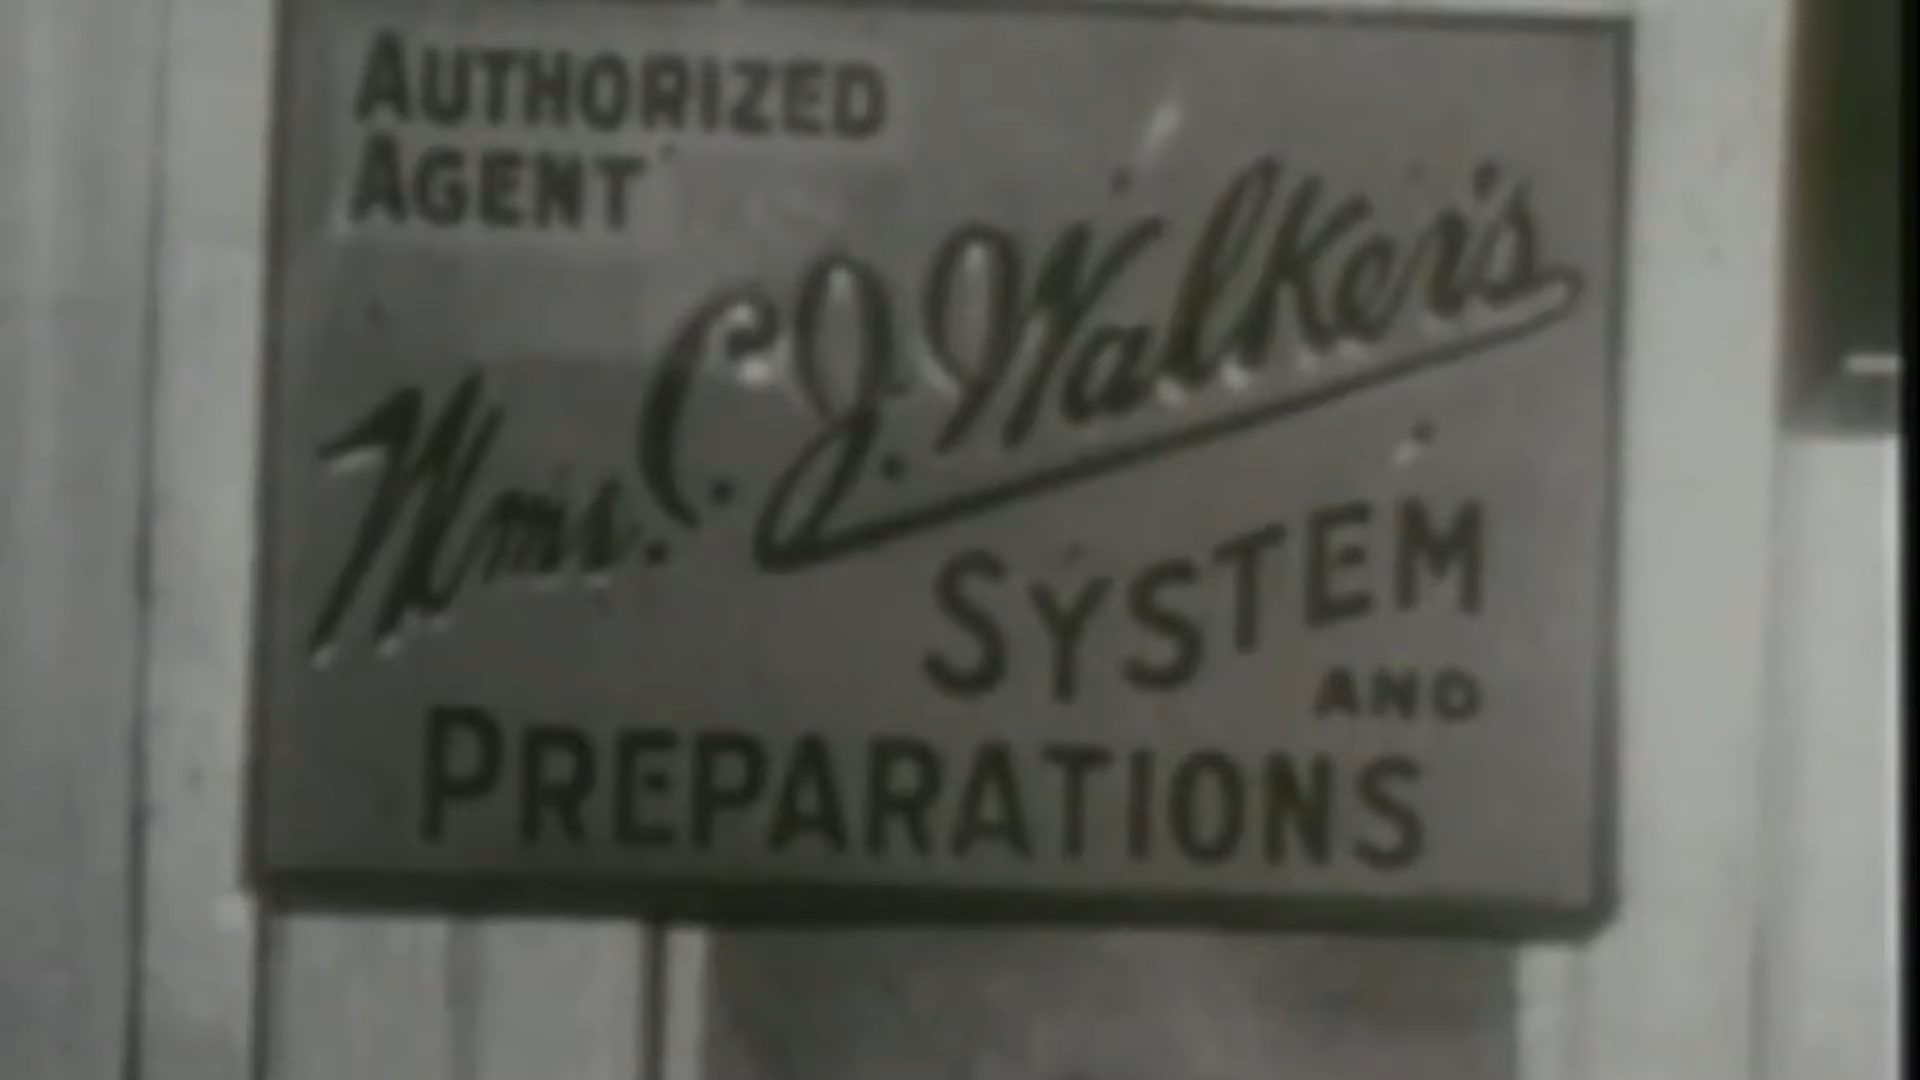 AUTHORIZED
AGENT
Mme. C. J. Walker's
SYSTEM
AND
PREPARATIONS